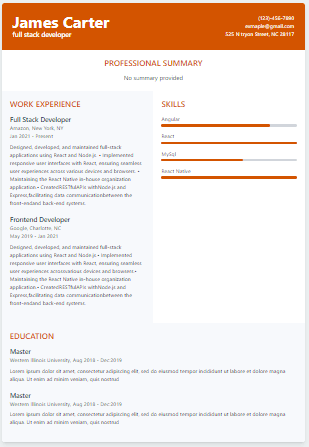 James Carter
full stack developer
(123)-456-7890
exmaple@gmail.com
525 N tryon Street, NC 28117
PROFESSIONAL SUMMARY
No summary provided
WORK EXPERIENCE
Full Stack Developer
Amazon, New York, NY
Jan 2021 - Present
Designed, developed, and maintained full-stack
applications using React and Node.js. • Implemented
responsive user interfaces with React, ensuring seamless
user experiences across various devices and browsers. •
Maintaining the React Native in-house organization
application.• CreatedRESTfulAPIs withNode.js and
Express,facilitating data communicationbetween the
front-endand back-end systems.
Frontend Developer
Google, Charlotte, NC
May 2019 - Jan 2021
Designed, developed, and maintained full-stack
applications using React and Node.js • Implemented
responsive user interfaces with React, ensuring seamless
user experiences acrossvarious devices and browsers •
Maintaining the React Native in-house organization
application.• CreatedRESTfulAPIs withNode.js and
Express,facilitating data communicationbetween the
front-endand back-end systems.
SKILLS
Angular
React
MySql
React Native
EDUCATION
Master
Western Illinois University, Aug 2018 - Dec 2019
Lorem ipsum dolor sit amet, consectetur adipiscing elit, sed do eiusmod tempor incididunt ut labore et dolore magna
aliqua. Ut enim ad minim veniam, quis nostrud
Master
Western Illinois University, Aug 2018 - Dec 2019
Lorem ipsum dolor sit amet, consectetur adipiscing elit, sed do eiusmod tempor incididunt ut labore et dolore magna
aliqua. Ut enim ad minim veniam, quis nostrud